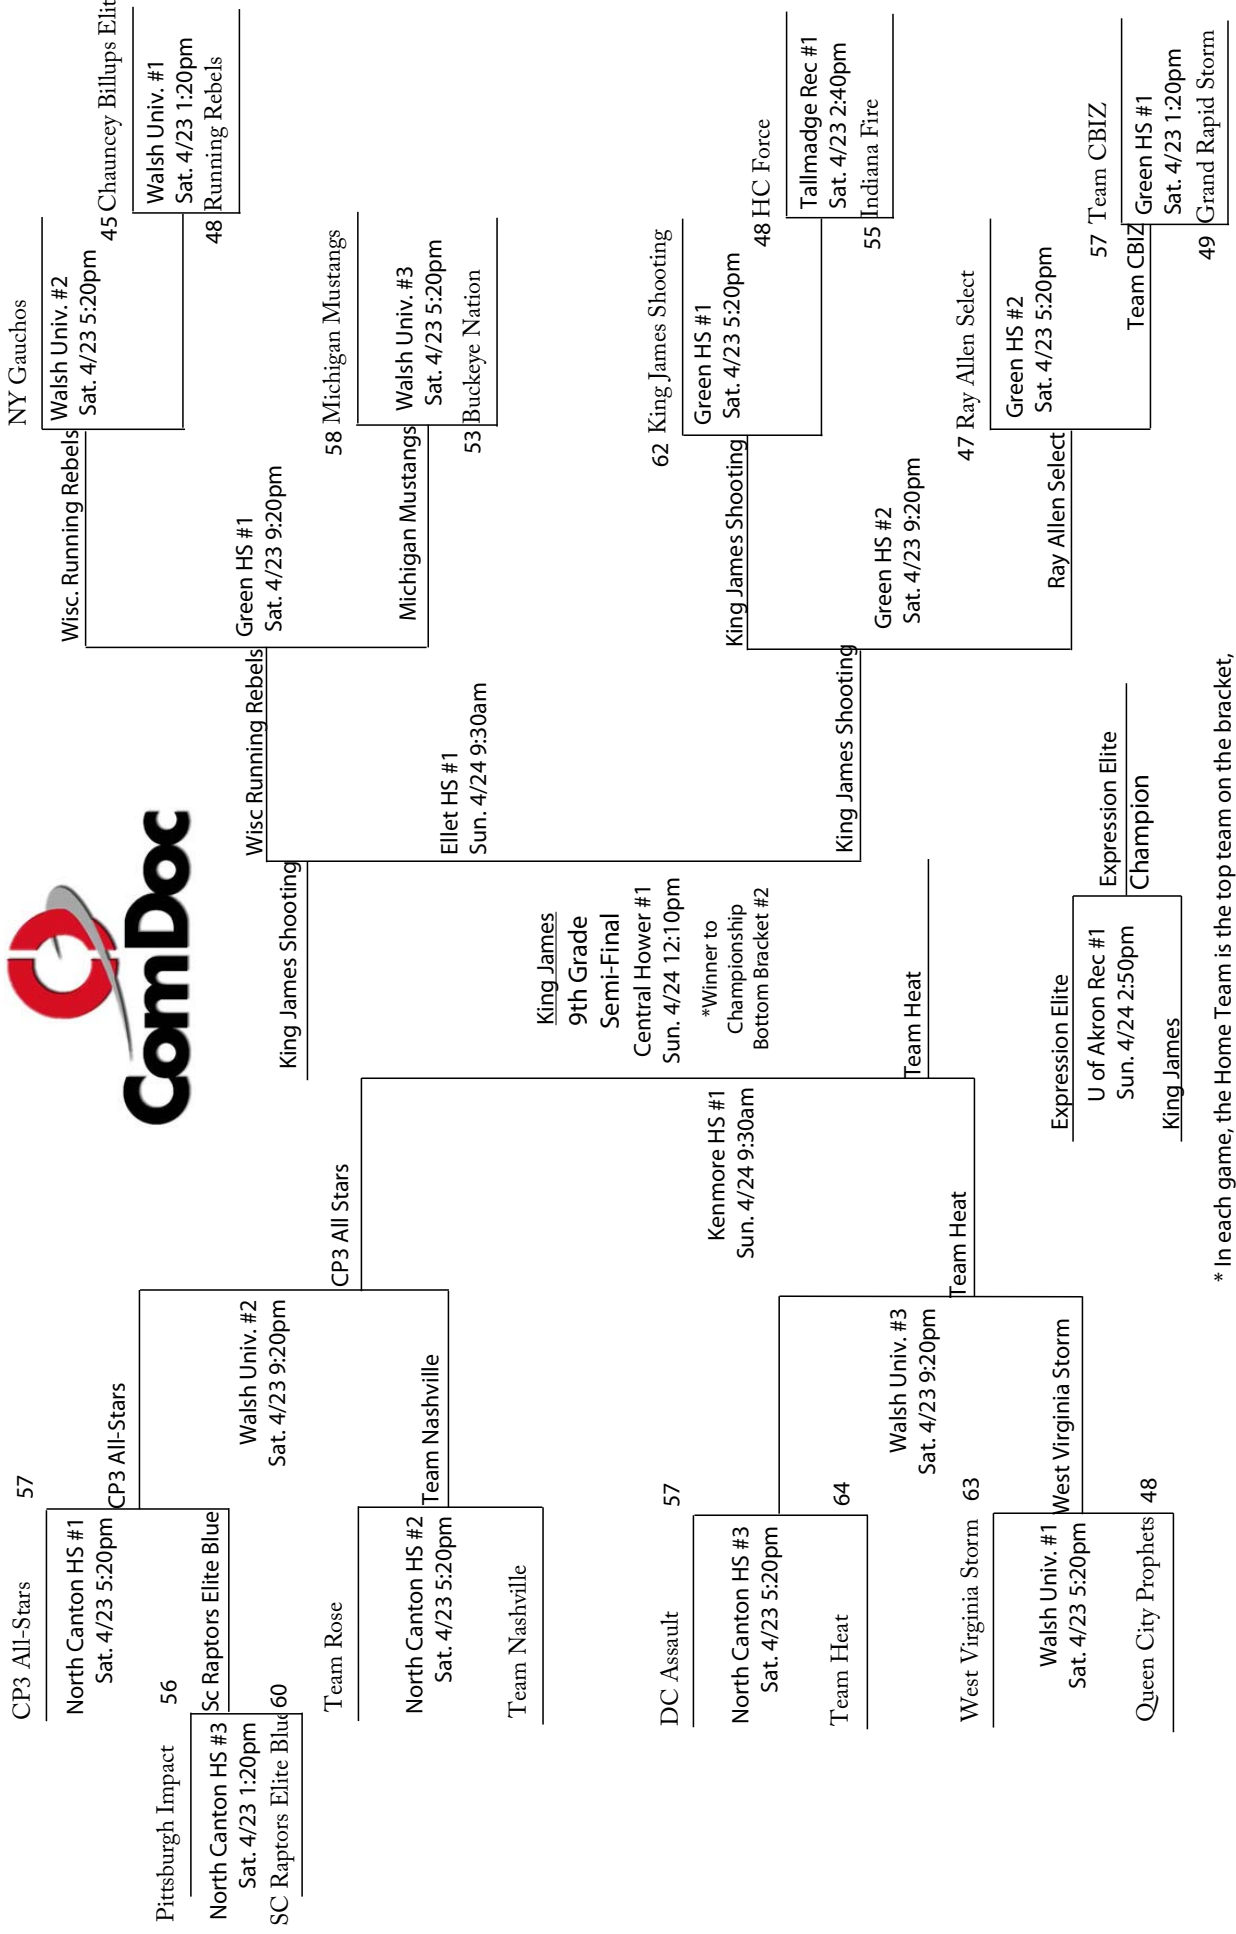 ComDoc
CP3 All-Stars
57
North Canton HS #1
Sat. 4/23 5:20pm
CP3 All-Stars
Pittsburgh Impact
56
North Canton HS #3
Sat. 4/23 1:20pm
SC Raptors Elite Blue
60
Sc Raptors Elite Blue
Walsh Univ. #2
Sat. 4/23 9:20pm
CP3 All Stars
Team Rose
North Canton HS #2
Sat. 4/23 5:20pm
Team Nashville
Team Nashville
Kenmore HS #1
Sun. 4/24 9:30am
DC Assault
57
North Canton HS #3
Sat. 4/23 5:20pm
Team Heat
64
Walsh Univ. #3
Sat. 4/23 9:20pm
Team Heat
West Virginia Storm
63
Walsh Univ. #1
Sat. 4/23 5:20pm
West Virginia Storm
Queen City Prophets
48
Team Heat
King James Shooting
King James
9th Grade
Semi-Final
Central Hower #1
Sun. 4/24 12:10pm
*Winner to
Championship
Bottom Bracket #2
Wisc Running Rebels
Ellet HS #1
Sun. 4/24 9:30am
King James Shooting
Wisc. Running Rebels
Green HS #1
Sat. 4/23 9:20pm
Michigan Mustangs
King James Shooting
Green HS #2
Sat. 4/23 9:20pm
Ray Allen Select
NY Gauchos
Walsh Univ. #2
Sat. 4/23 5:20pm
45 Chauncey Billups Elit
Walsh Univ. #1
Sat. 4/23 1:20pm
48 Running Rebels
58 Michigan Mustangs
Walsh Univ. #3
Sat. 4/23 5:20pm
53 Buckeye Nation
62 King James Shooting
Green HS #1
Sat. 4/23 5:20pm
48 HC Force
Tallmadge Rec #1
Sat. 4/23 2:40pm
55 Indiana Fire
47 Ray Allen Select
Green HS #2
Sat. 4/23 5:20pm
57 Team CBIZ
Team CBIZ
Green HS #1
Sat. 4/23 1:20pm
49 Grand Rapid Storm
Expression Elite
U of Akron Rec #1
Sun. 4/24 2:50pm
King James
Expression Elite
Champion
* In each game, the Home Team is the top team on the bracket,